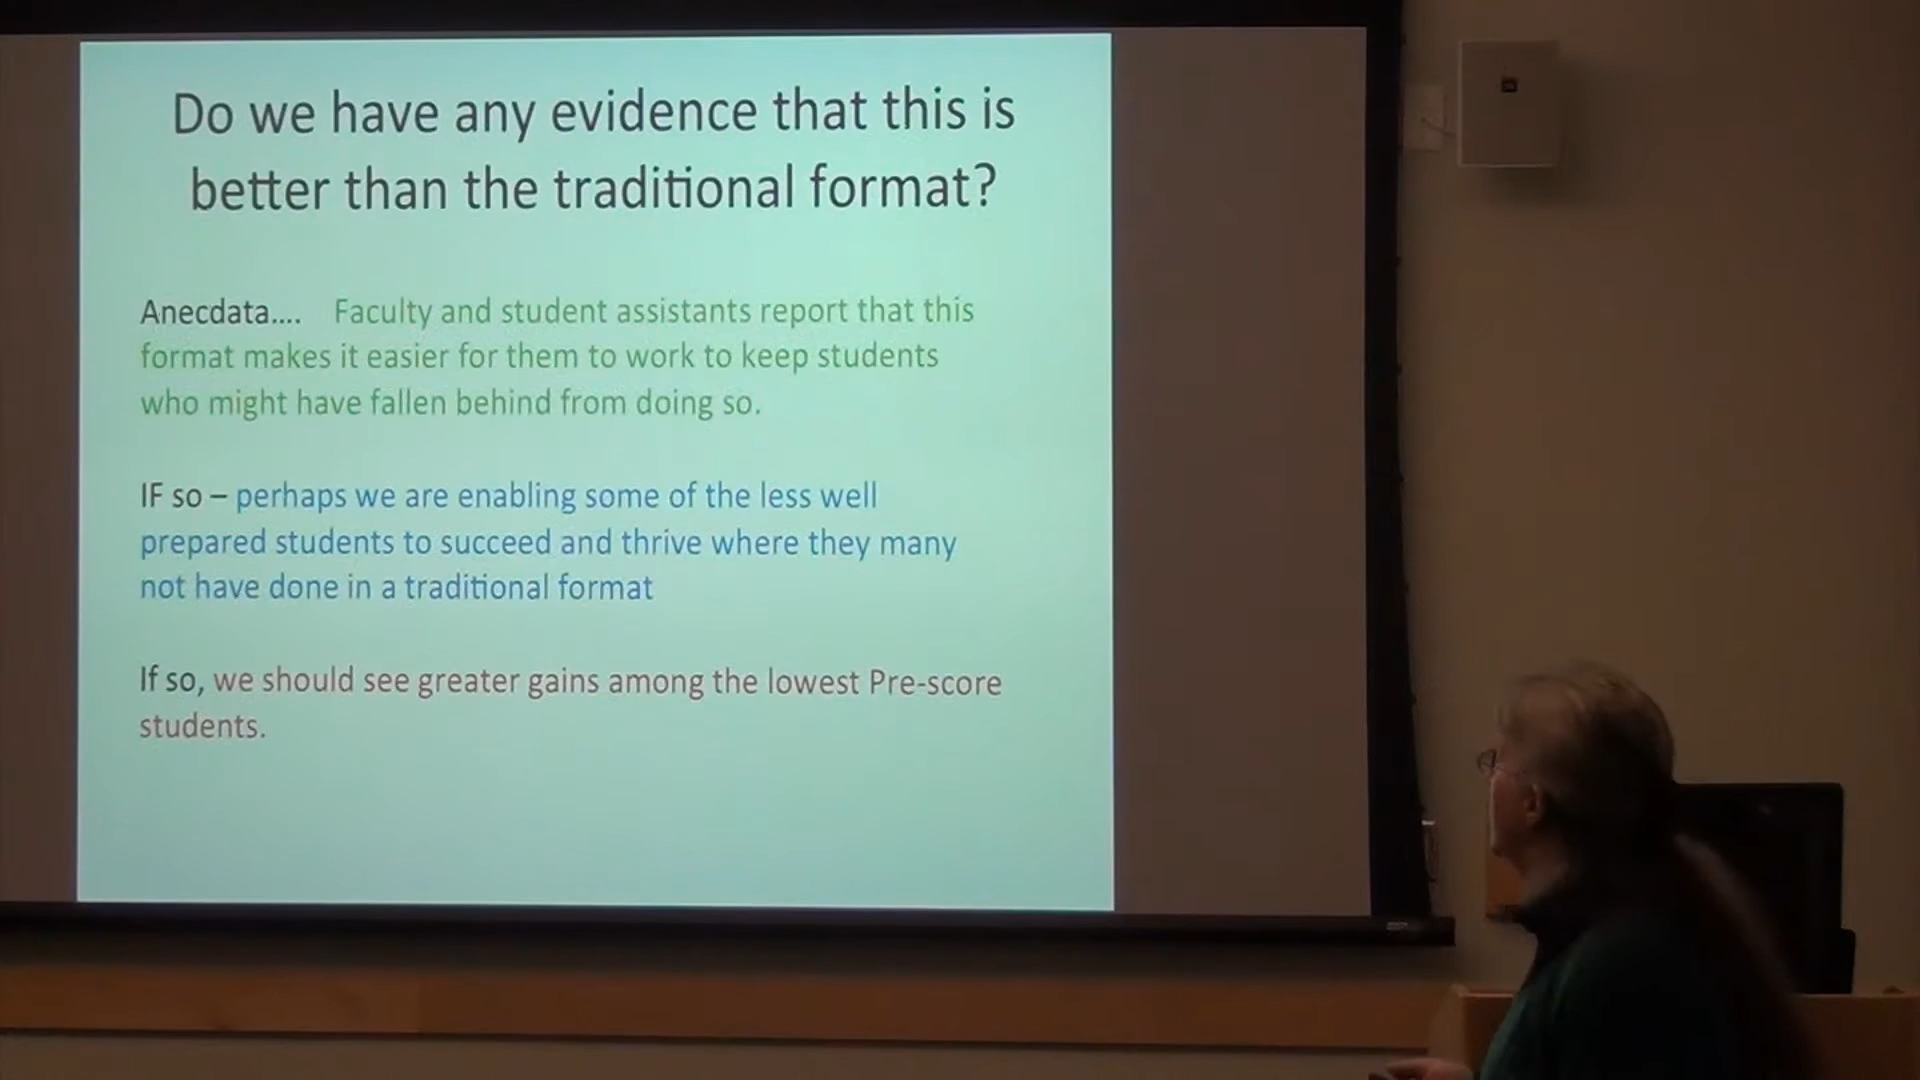 Do we have any evidence that this is
better than the traditional format?
Anecdata.... Faculty and student assistants report that this
format makes it easier for them to work to keep students
who might have fallen behind from doing so.
IF so – perhaps we are enabling some of the less well
prepared students to succeed and thrive where they many
not have done in a traditional format
If so, we should see greater gains among the lowest Pre-score
students.